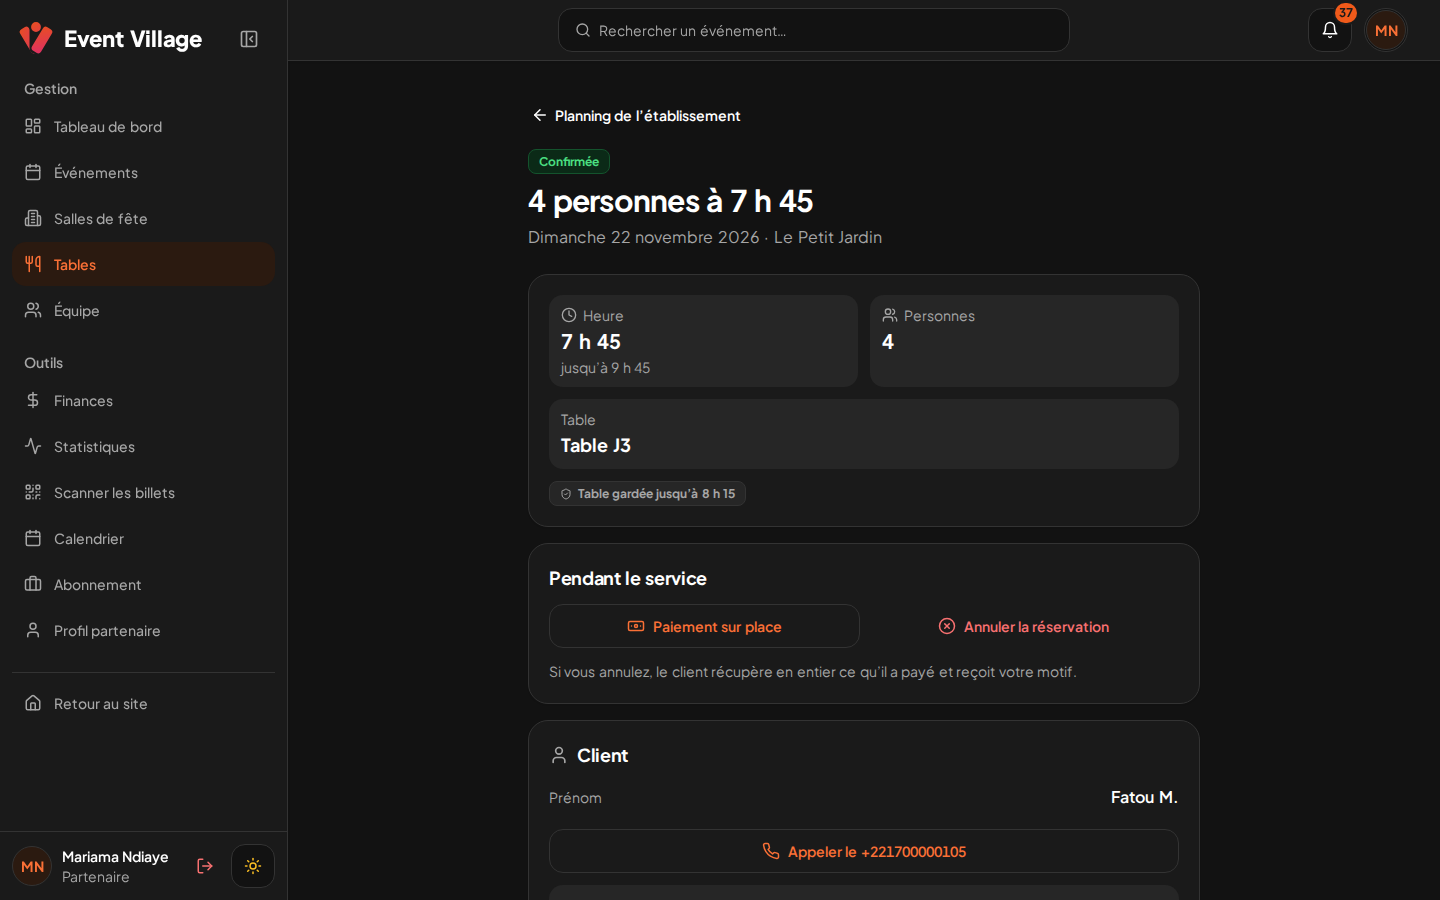 Event Village
Rechercher un événement…
37
MN
Gestion
Tableau de bord
Événements
Salles de fête
Tables
Équipe
Outils
Finances
Statistiques
Scanner les billets
Calendrier
Abonnement
Profil partenaire
Retour au site
MN
Mariama Ndiaye
Partenaire
Planning de l’établissement
Confirmée
4 personnes à 7 h 45
Dimanche 22 novembre 2026 · Le Petit Jardin
Heure
7 h 45
jusqu’à 9 h 45
Personnes
4
Table
Table J3
Table gardée jusqu’à 8 h 15
Pendant le service
Paiement sur place
Annuler la réservation
Si vous annulez, le client récupère en entier ce qu’il a payé et reçoit votre motif.
Client
Prénom
Fatou M.
Appeler le +221700000105